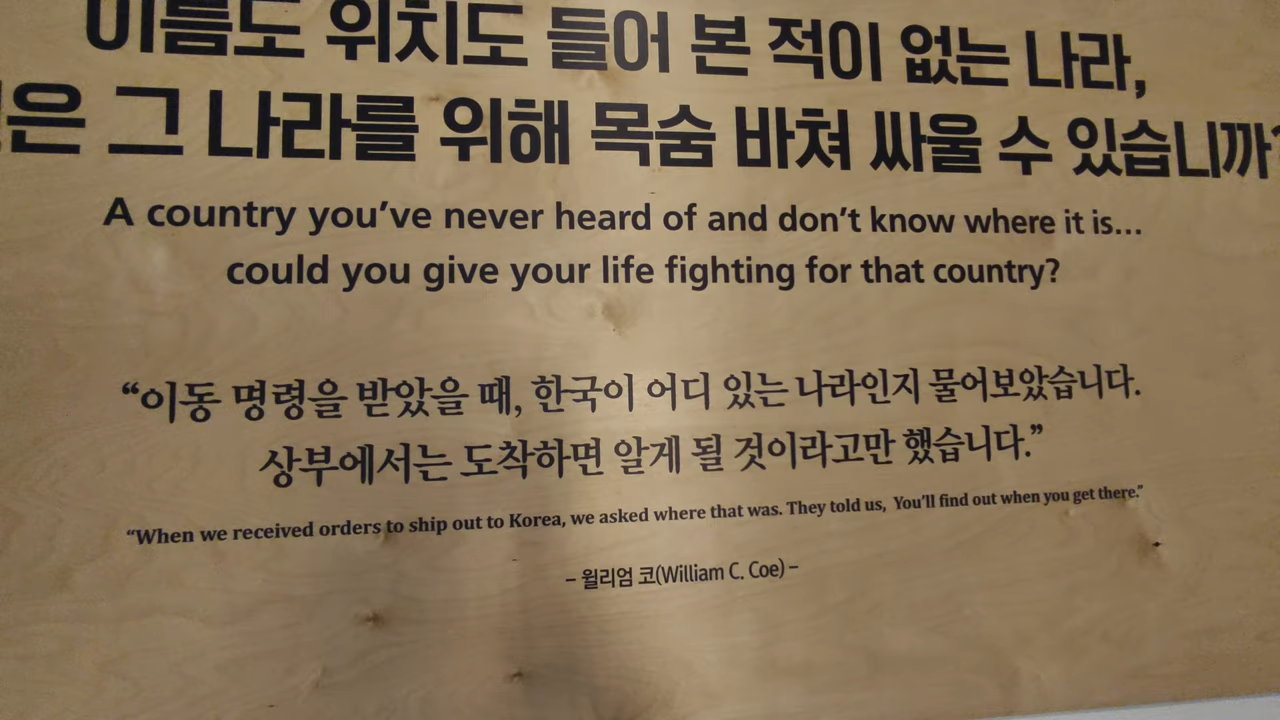 이름도 위치도 들어 본 적이 없는 나라,
은 그 나라를 위해 목숨 바쳐 싸울 수 있습니까?
A country you’ve never heard of and don’t know where it is...
could you give your life fighting for that country?
“이동 명령을 받았을 때, 한국이 어디 있는 나라인지 물어보았습니다.
상부에서는 도착하면 알게 될 것이라고만 했습니다.”
“When we received orders to ship out to Korea, we asked where that was. They told us, You’ll find out when you get there.”
– 윌리엄 코(William C. Coe) –